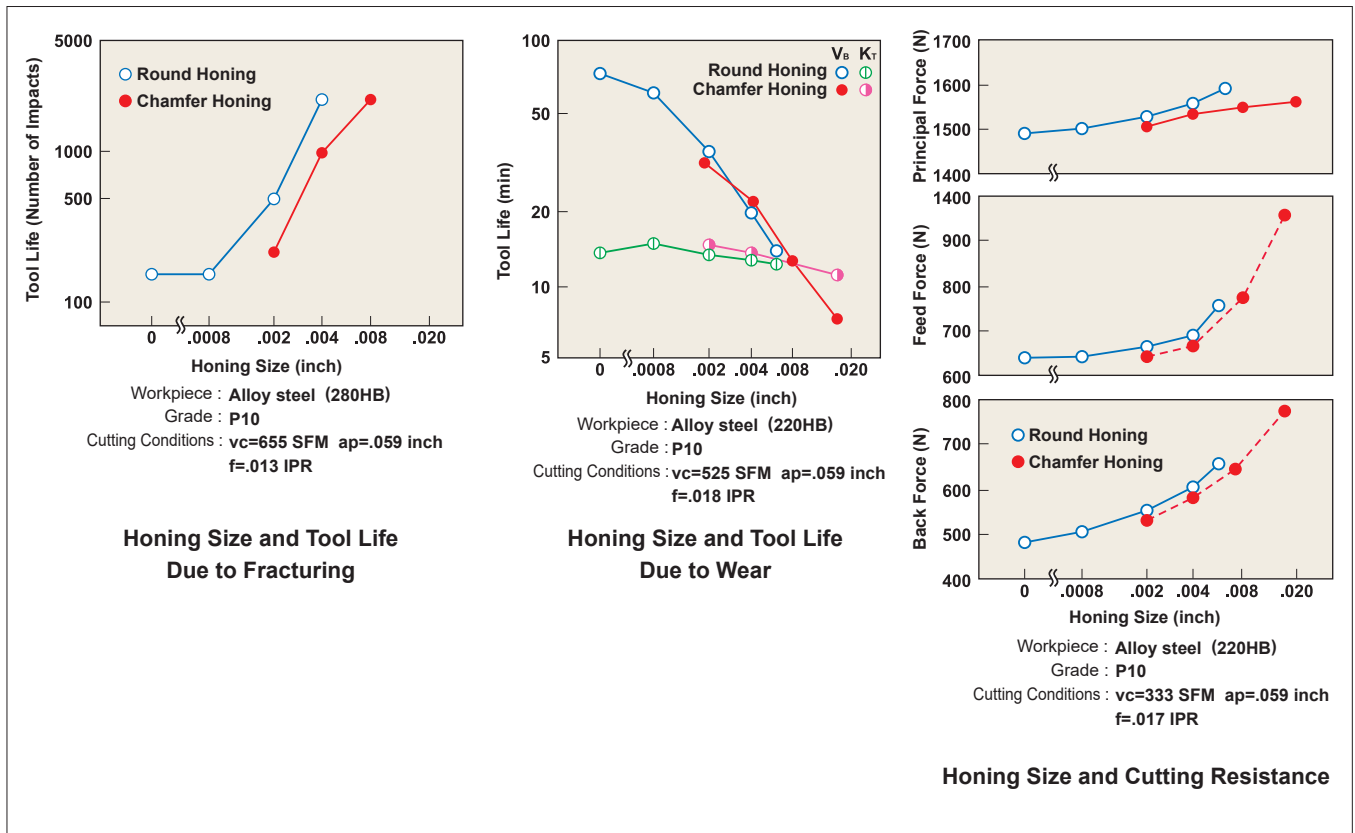 Tool Life (Number of Impacts)
5000
1000
500
100
Round Honing
Chamfer Honing
0 .0008 .002 .004 .008 .020
Honing Size (inch)
Workpiece : Alloy steel (280HB)
Grade : P10
Cutting Conditions : vc=655 SFM ap=.059 inch
f=.013 IPR
Honing Size and Tool Life
Due to Fracturing
Tool Life (min)
100
50
20
10
5
VB KT
Round Honing
Chamfer Honing
0 .0008 .002 .004 .008 .020
Honing Size (inch)
Workpiece : Alloy steel (220HB)
Grade : P10
Cutting Conditions : vc=525 SFM ap=.059 inch
f=.018 IPR
Honing Size and Tool Life
Due to Wear
Principal Force (N)
1700
1600
1500
1400
Feed Force (N)
1400
900
800
700
600
Back Force (N)
800
700
600
500
400
Round Honing
Chamfer Honing
0 .0008 .002 .004 .008 .020
Honing Size (inch)
Workpiece : Alloy steel (220HB)
Grade : P10
Cutting Conditions : vc=333 SFM ap=.059 inch
f=.017 IPR
Honing Size and Cutting Resistance